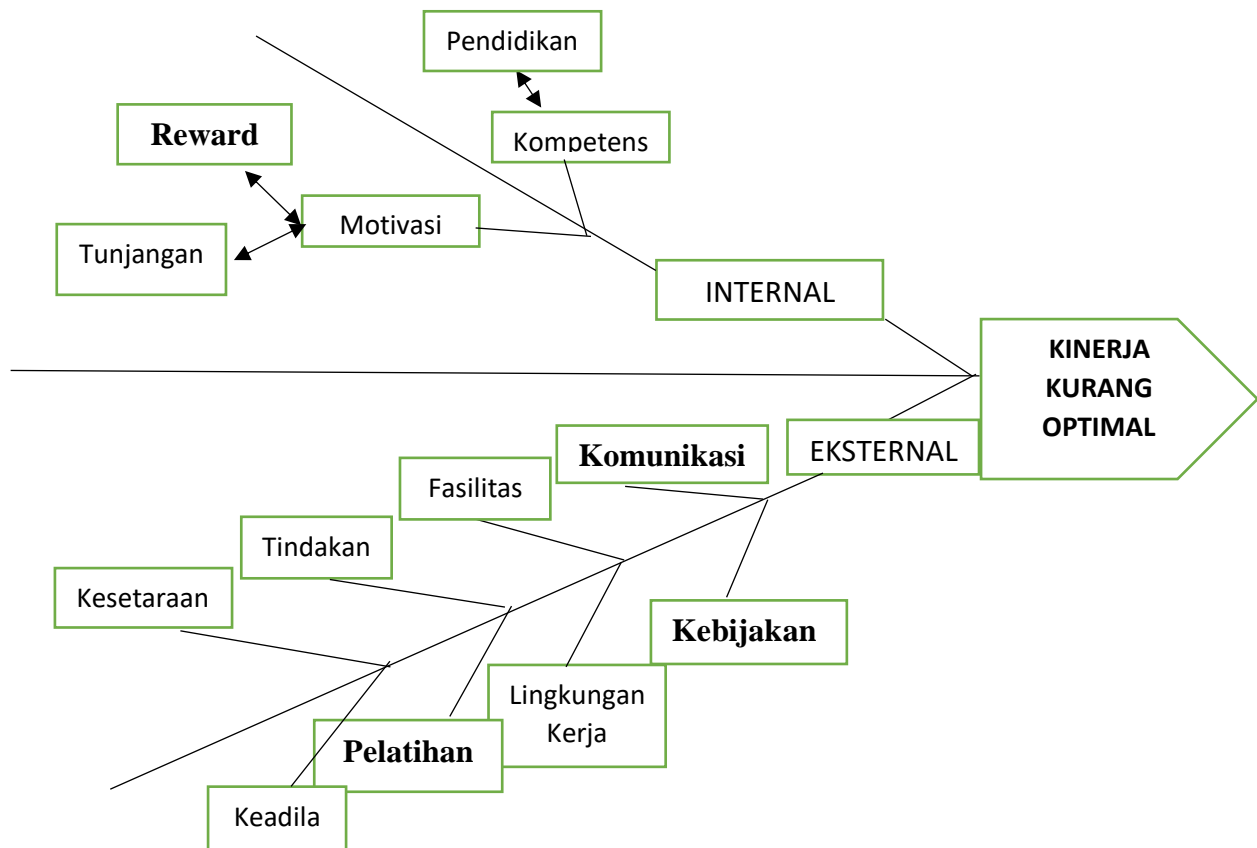 Pendidikan
Reward
Kompetens
Motivasi
Tunjangan
INTERNAL
KINERJA
KURANG
OPTIMAL
Komunikasi
EKSTERNAL
Fasilitas
Tindakan
Kesetaraan
Kebijakan
Lingkungan
Kerja
Pelatihan
Keadila